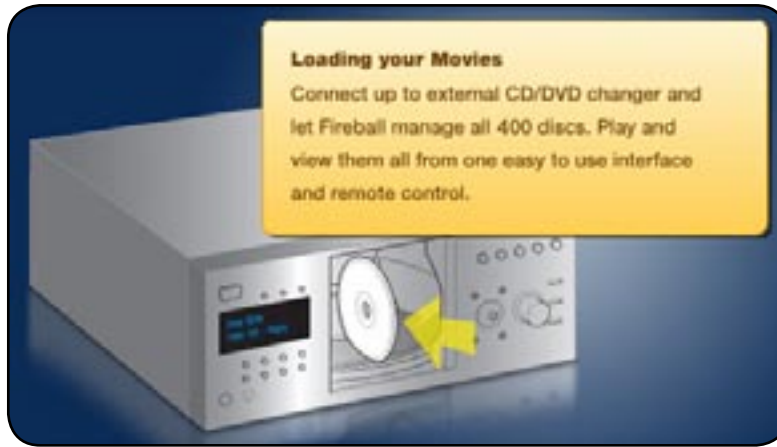 Loading your Movies
Connect up to external CD/DVD changer and
let Fireball manage all 400 discs. Play and
view them all from one easy to use interface
and remote control.